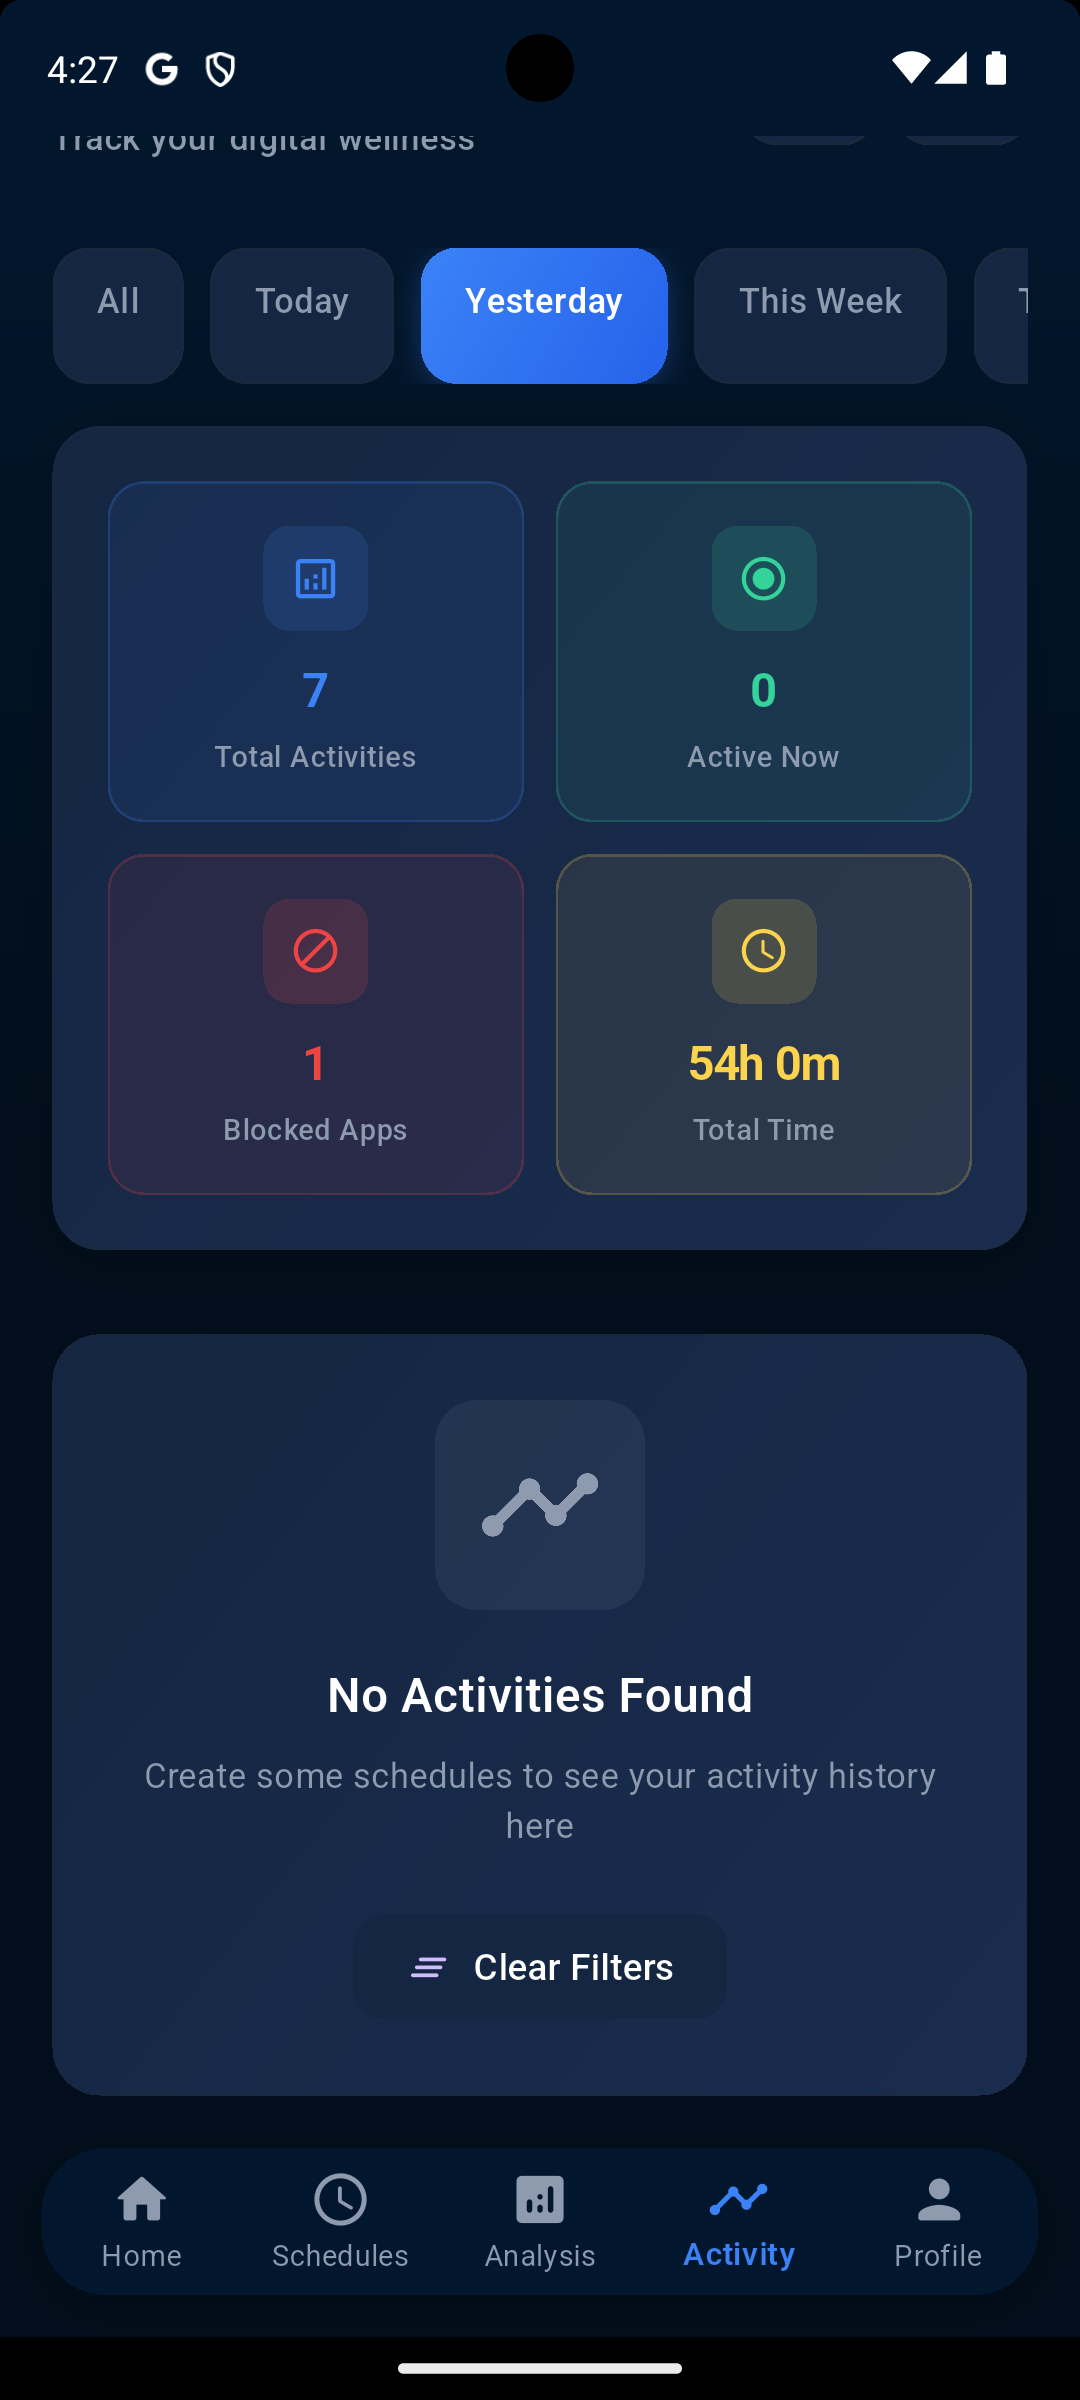 4:27
Track your digital wellness
All
Today
Yesterday
This Week
T
7
Total Activities
0
Active Now
1
Blocked Apps
54h 0m
Total Time
No Activities Found
Create some schedules to see your activity history
here
Clear Filters
Home
Schedules
Analysis
Activity
Profile